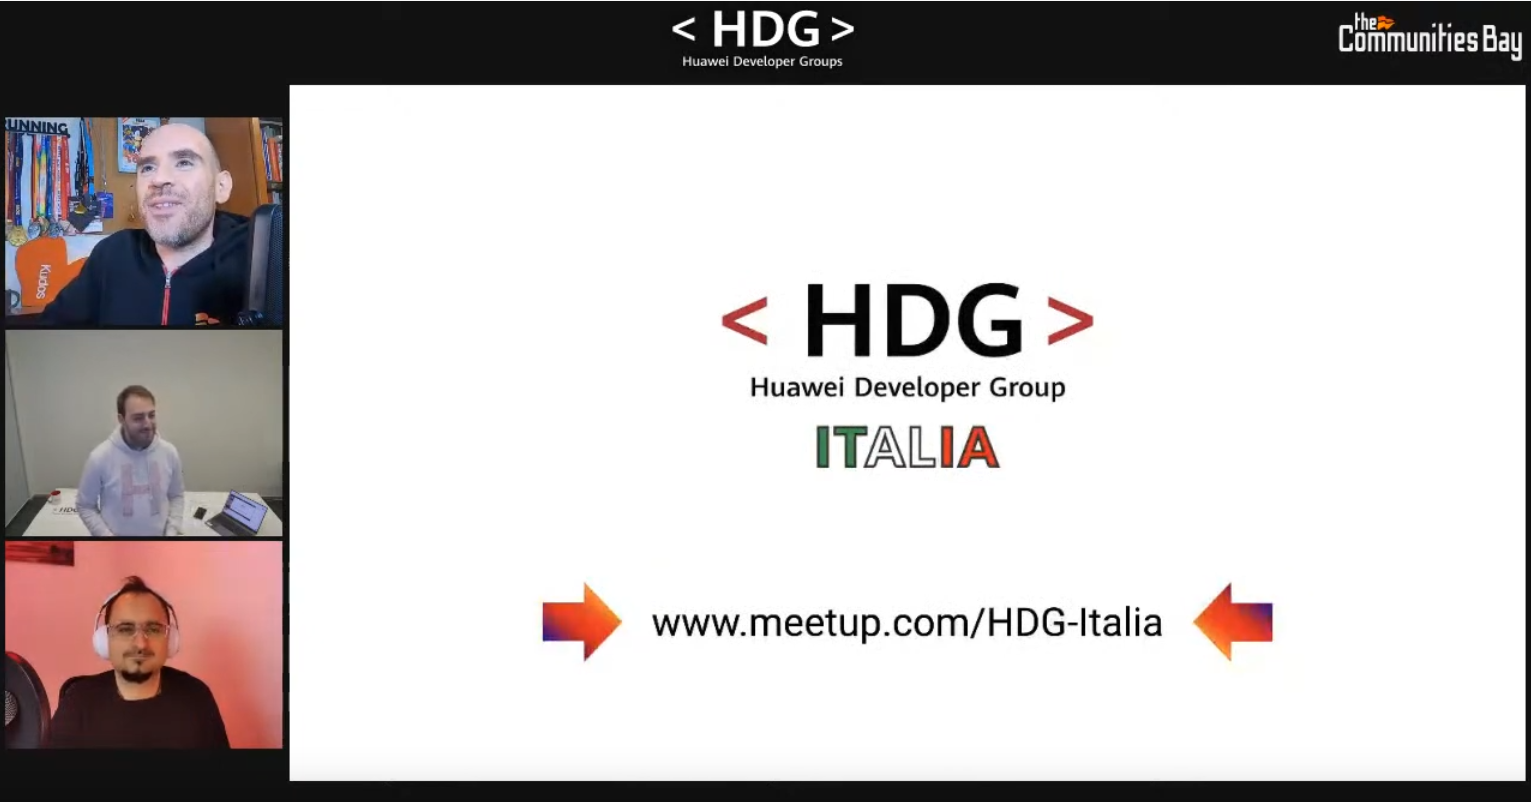 < HDG >
Huawei Developer Groups
the
Communities Bay
RUNNING
Kudos
H
< HDG
< HDG >
Huawei Developer Group
ITALIA
www.meetup.com/HDG-Italia